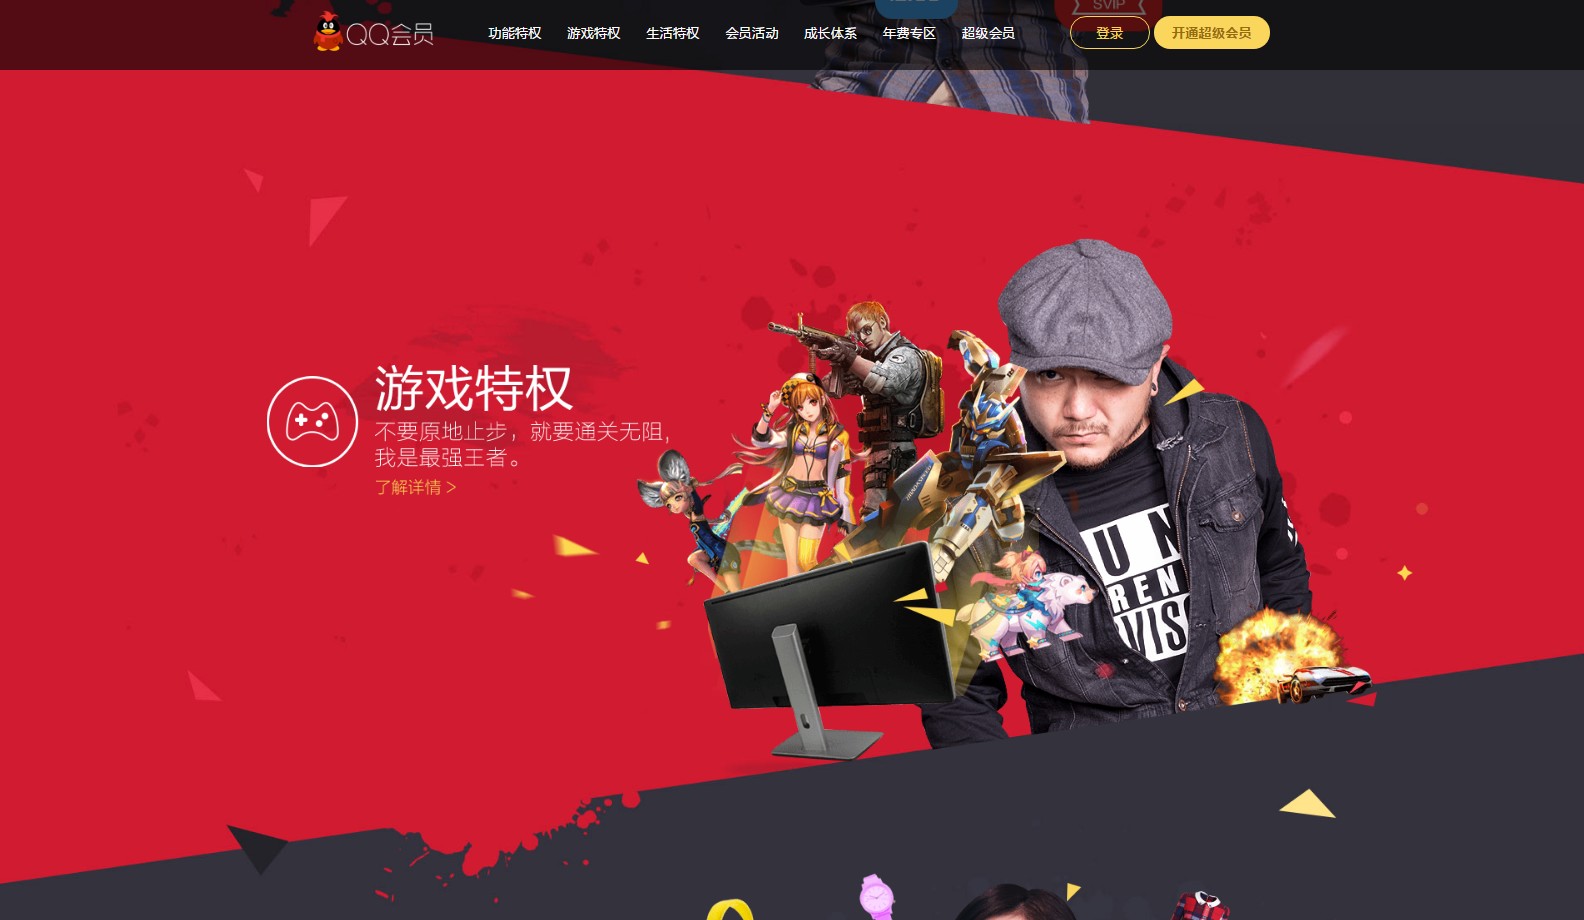 SVIP
QQ会员
功能特权 游戏特权 生活特权 会员活动 成长体系 年费专区 超级会员 登录 开通超级会员
游戏特权
不要原地止步，就要通关无阻，
我是最强王者。
了解详情 >
UN
REN
VIS